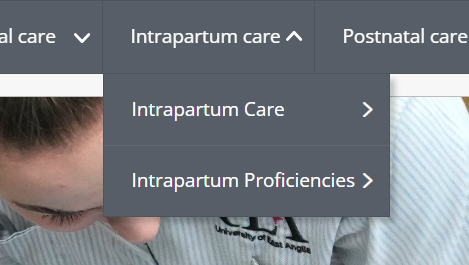 al care
Intrapartum care
Postnatal care
Intrapartum Care
Intrapartum Proficiencies
University of East Anglia